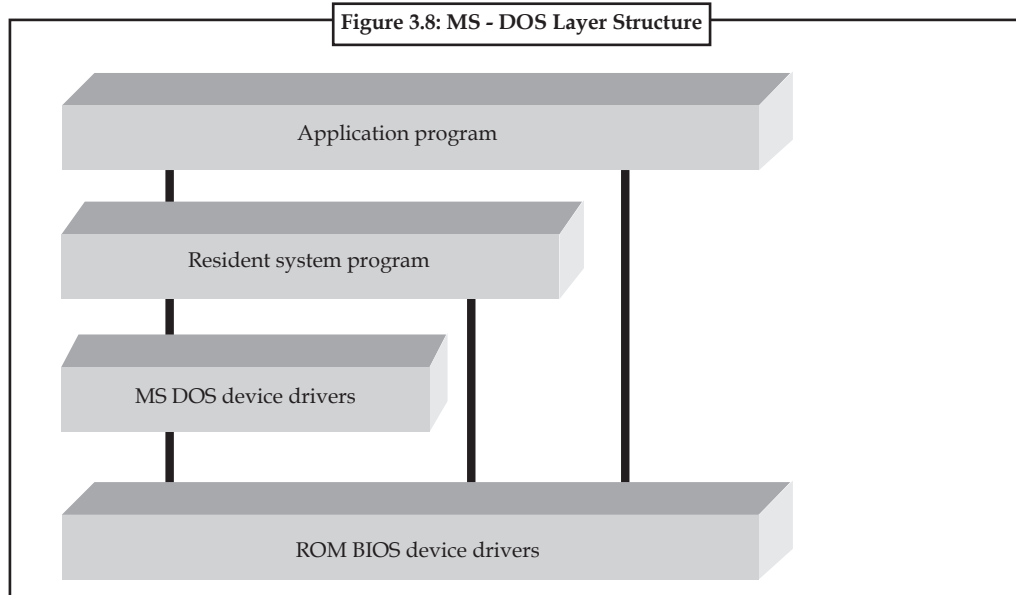 Figure 3.8: MS - DOS Layer Structure
Application program
Resident system program
MS DOS device drivers
ROM BIOS device drivers